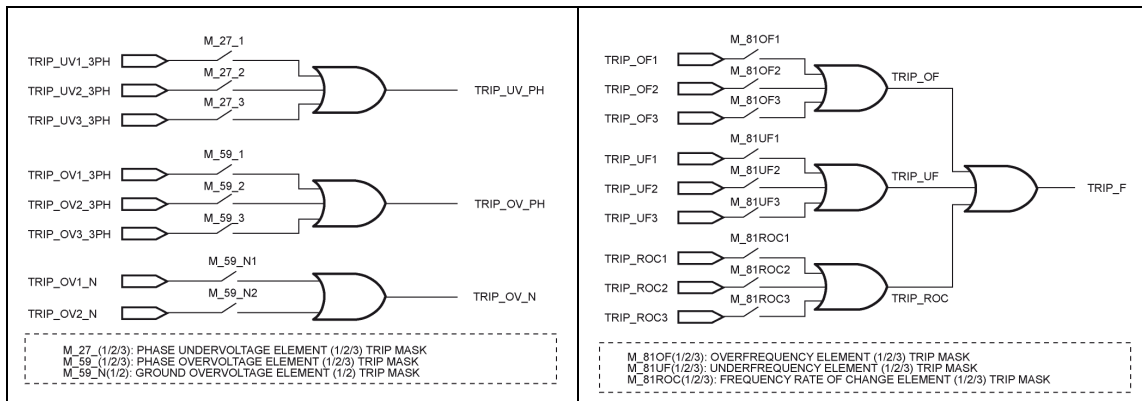 M_27_1
TRIP_UV1_3PH
M_27_2
TRIP_UV2_3PH
TRIP_UV_PH
M_27_3
TRIP_UV3_3PH
M_59_1
TRIP_OV1_3PH
M_59_2
TRIP_OV2_3PH
TRIP_OV_PH
M_59_3
TRIP_OV3_3PH
M_59_N1
TRIP_OV1_N
M_59_N2
TRIP_OV_N
TRIP_OV2_N
M_27_(1/2/3): PHASE UNDERVOLTAGE ELEMENT (1/2/3) TRIP MASK
M_59_(1/2/3): PHASE OVERVOLTAGE ELEMENT (1/2/3) TRIP MASK
M_59_N(1/2): GROUND OVERVOLTAGE ELEMENT (1/2) TRIP MASK
M_81OF1
TRIP_OF1
M_81OF2
TRIP_OF
TRIP_OF2
M_81OF3
TRIP_OF3
M_81UF1
TRIP_UF1
M_81UF2
TRIP_UF
TRIP_UF2
TRIP_F
M_81UF3
TRIP_UF3
M_81ROC1
TRIP_ROC1
M_81ROC2
TRIP_ROC2
TRIP_ROC
M_81ROC3
TRIP_ROC3
M_81OF(1/2/3): OVERFREQUENCY ELEMENT (1/2/3) TRIP MASK
M_81UF(1/2/3): UNDERFREQUENCY ELEMENT (1/2/3) TRIP MASK
M_81ROC(1/2/3): FREQUENCY RATE OF CHANGE ELEMENT (1/2/3) TRIP MASK